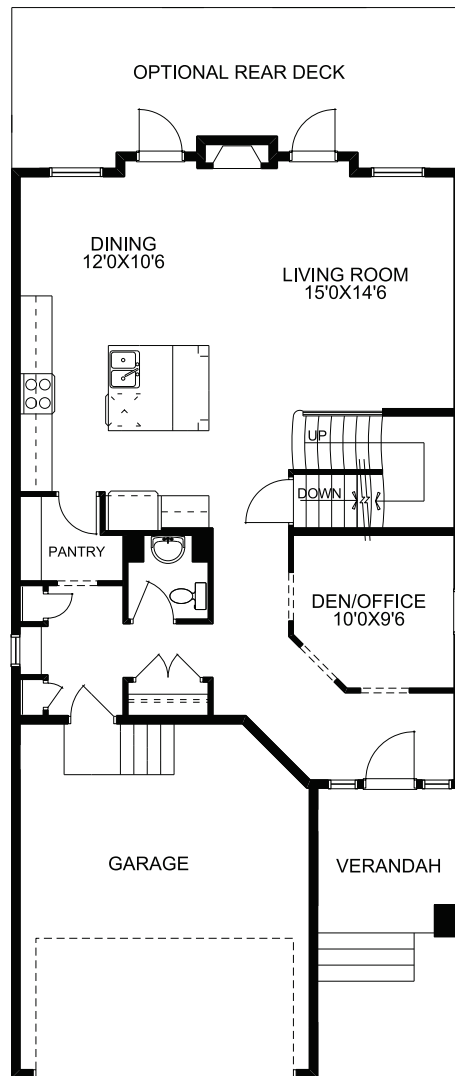 OPTIONAL REAR DECK
DINING
12'0X10'6
LIVING ROOM
15'0X14'6
UP
DOWN
PANTRY
DEN/OFFICE
10'0X9'6
GARAGE
VERANDAH